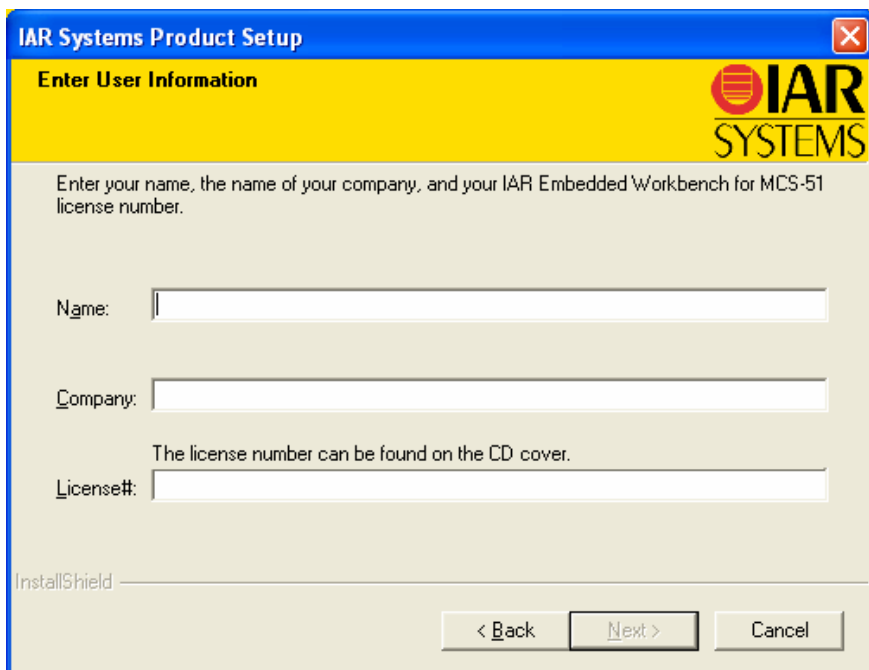 IAR Systems Product Setup
Enter User Information
IAR
SYSTEMS
Enter your name, the name of your company, and your IAR Embedded Workbench for MCS-51
license number.
Name:
Company:
The license number can be found on the CD cover.
License#:
InstallShield
< Back
Next >
Cancel